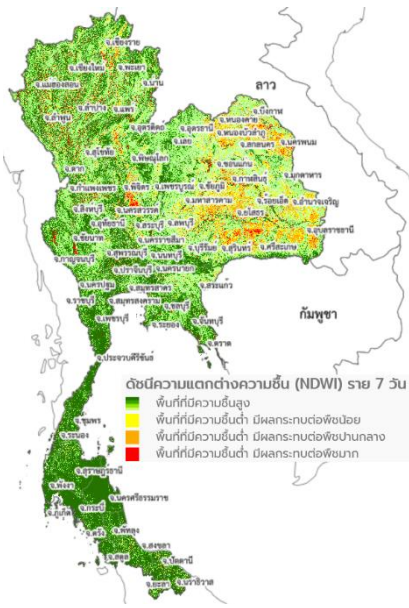 จ.เชียงราย
จ.เชียงใหม่
จ.พะเยา
จ.แม่ฮ่องสอน
จ.น่าน
จ.ลำปาง
จ.แพร่
จ.ลำพูน
จ.อุตรดิตถ์
ลาว
จ.บึงกาฬ
จ.หนองคาย
จ.อุดรธานี
จ.หนองบัวลำภู
จ.เลย
จ.สกลนคร
จ.นครพนม
จ.สุโขทัย
จ.พิษณุโลก
จ.ตาก
จ.ขอนแก่น
จ.มุกดาหาร
จ.กาฬสินธุ์
จ.กำแพงเพชร
จ.พิจิตร
จ.เพชรบูรณ์
จ.ชัยภูมิ
จ.มหาสารคาม
จ.ร้อยเอ็ด
จ.อำนาจเจริญ
จ.สิงห์บุรี
จ.นครสวรรค์
จ.ยโสธร
จ.อุทัยธานี
จ.สระบุรี
จ.ลพบุรี
จ.อุบลราชธานี
จ.ชัยนาท
จ.นครราชสีมา
จ.บุรีรัมย์
จ.สุรินทร์
จ.ศรีสะเกษ
จ.กาญจนบุรี
จ.สุพรรณบุรี
จ.นนทบุรี
จ.ปราจีนบุรี
จ.นครนายก
จ.นครปฐม
จ.สมุทรสาคร
จ.สระแก้ว
จ.ราชบุรี
จ.สมุทรสงคราม
จ.ชลบุรี
จ.เพชรบุรี
จ.ระยอง
จ.จันทบุรี
กัมพูชา
จ.ตราด
จ.ประจวบคีรีขันธ์
ดัชนีความแตกต่างความชื้น (NDWI) ราย 7 วัน
พื้นที่ที่มีความชื้นสูง
พื้นที่ที่มีความชื้นต่ำ มีผลกระทบต่อพืชน้อย
พื้นที่ที่มีความชื้นต่ำ มีผลกระทบต่อพืชปานกลาง
พื้นที่ที่มีความชื้นต่ำ มีผลกระทบต่อพืชมาก
จ.ชุมพร
จ.ระนอง
จ.สุราษฎร์ธานี
จ.พังงา
จ.นครศรีธรรมราช
จ.กระบี่
จ.ภูเก็ต
จ.ตรัง
จ.พัทลุง
จ.สงขลา
จ.สตูล
จ.ปัตตานี
จ.ยะลา
จ.นราธิวาส